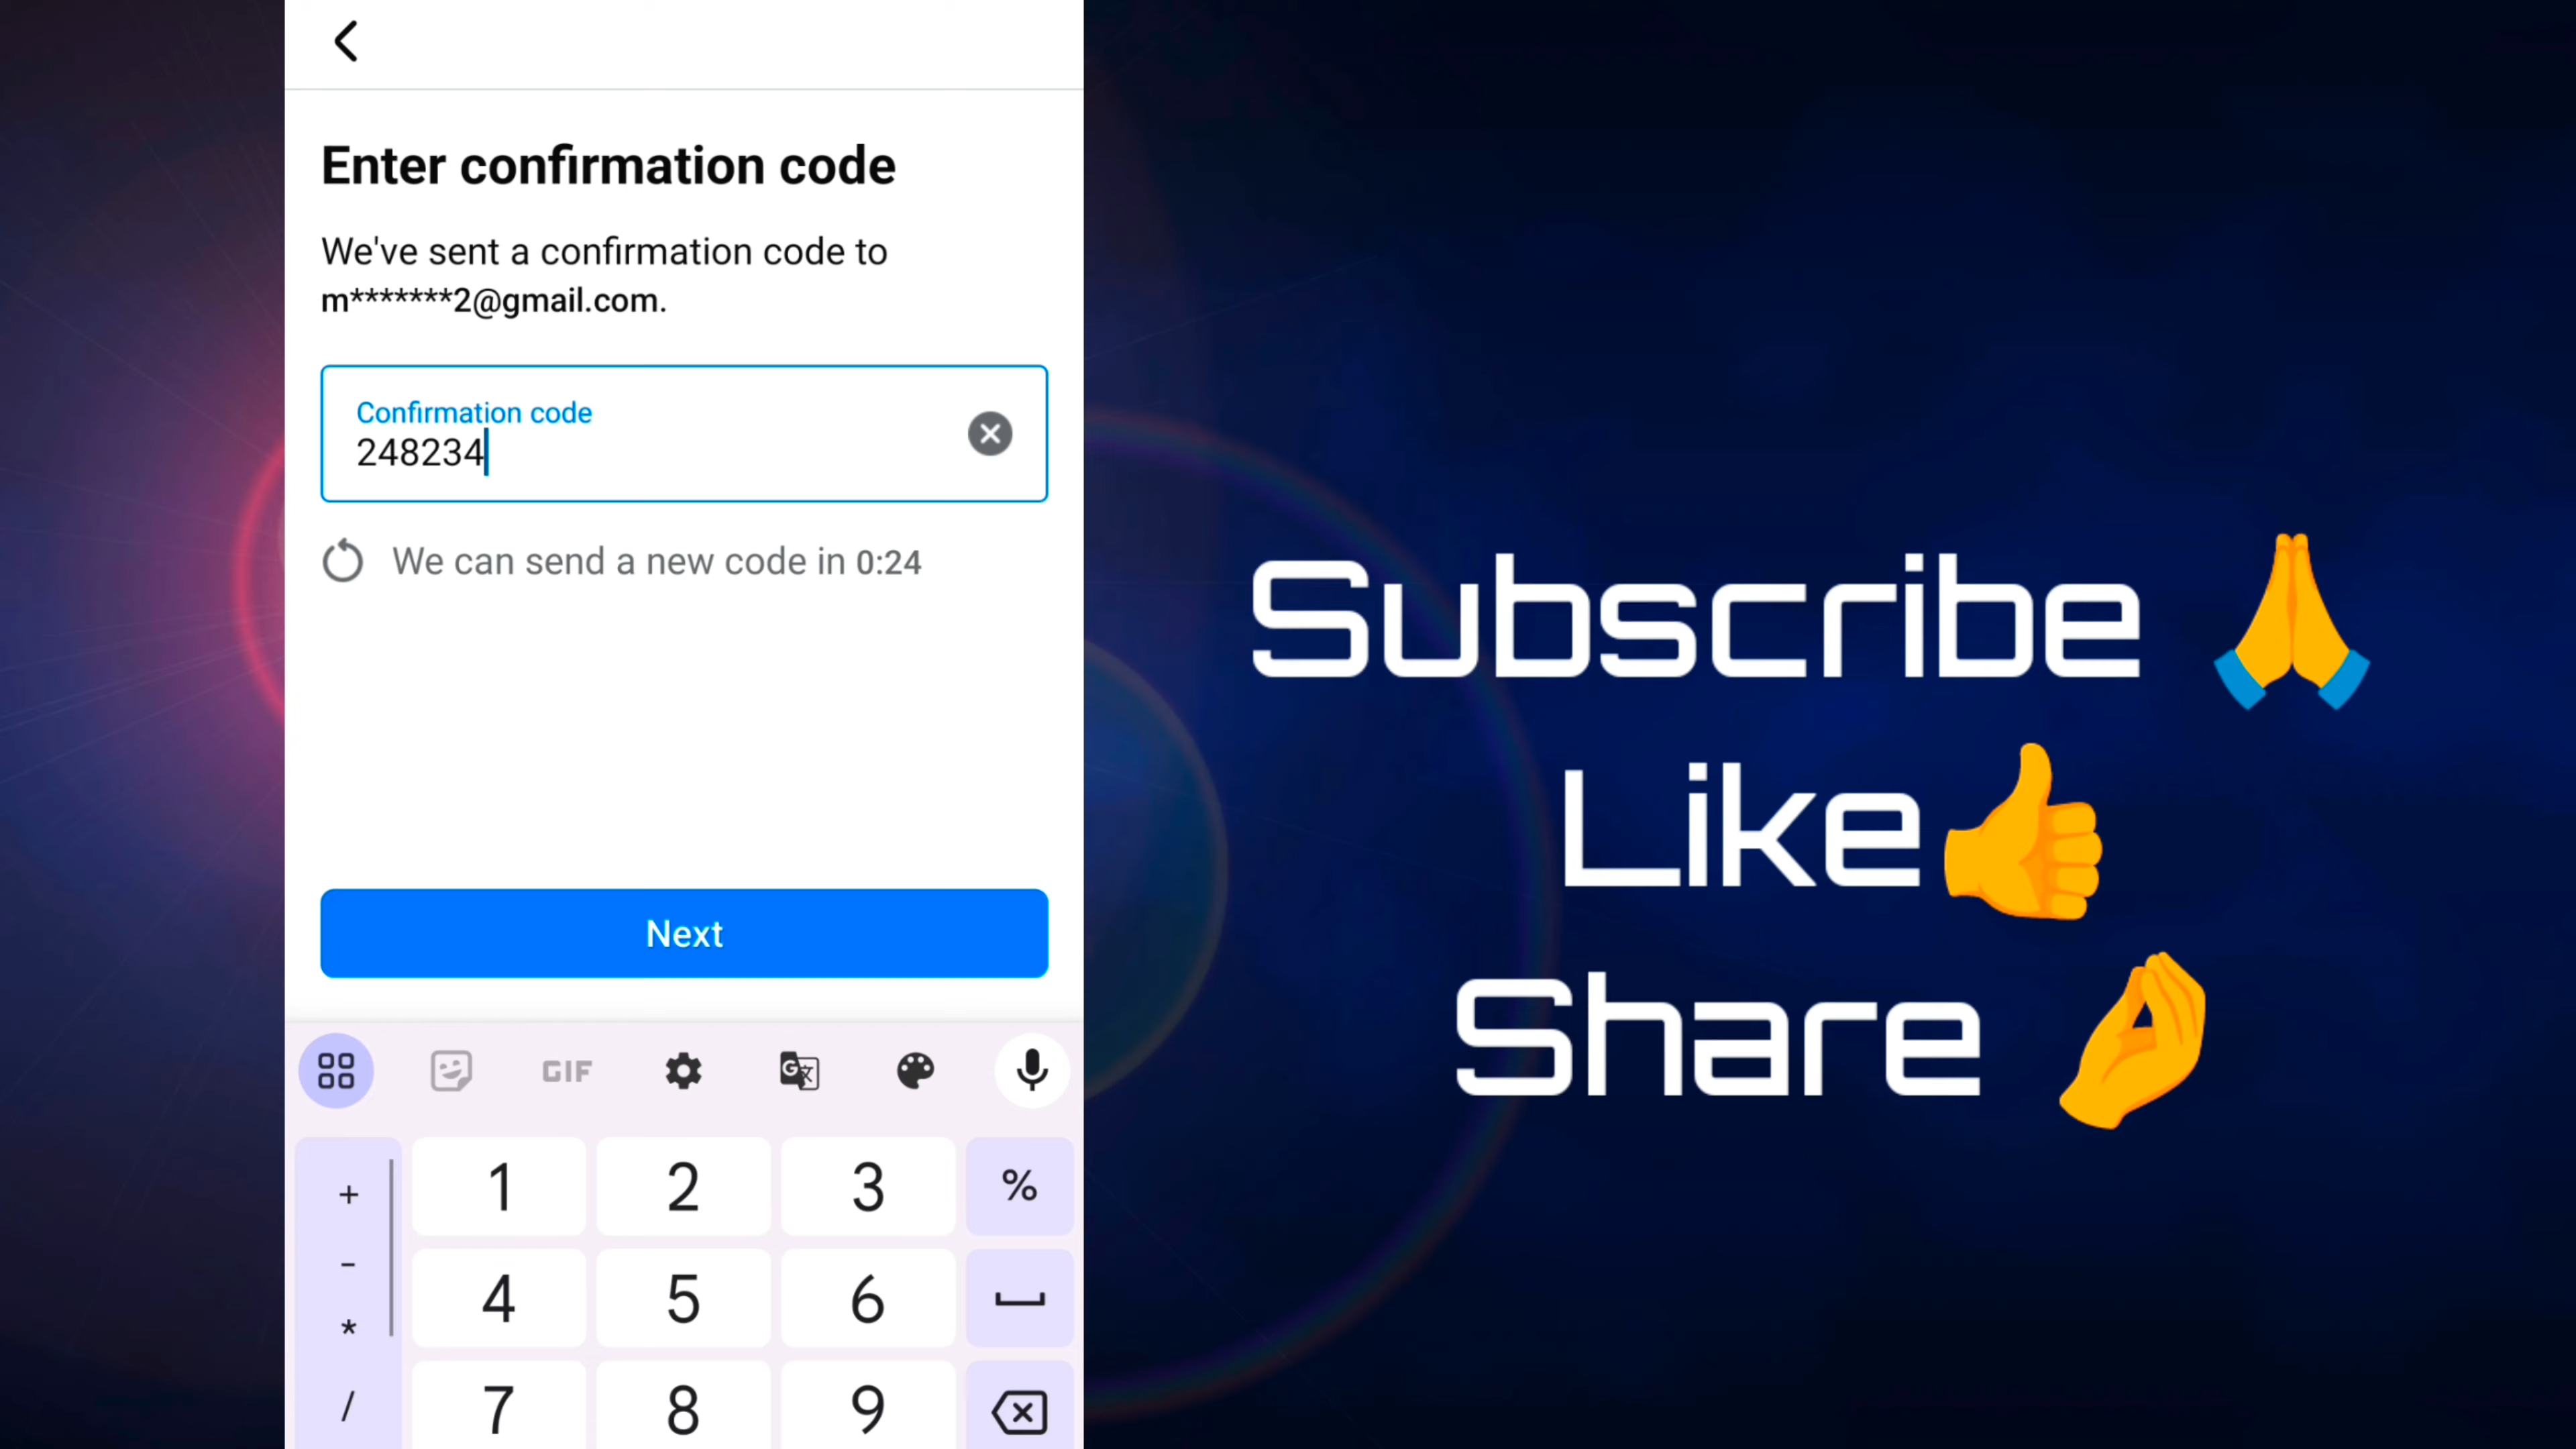 Enter confirmation code
We've sent a confirmation code to
m*******2@gmail.com.
Confirmation code
248234
We can send a new code in 0:24
Next
GIF
G 文
+ 1 2 3 %
- 4 5 6
*
/ 7 8 9
Subscribe 🙏
Like👍
Share 🤌